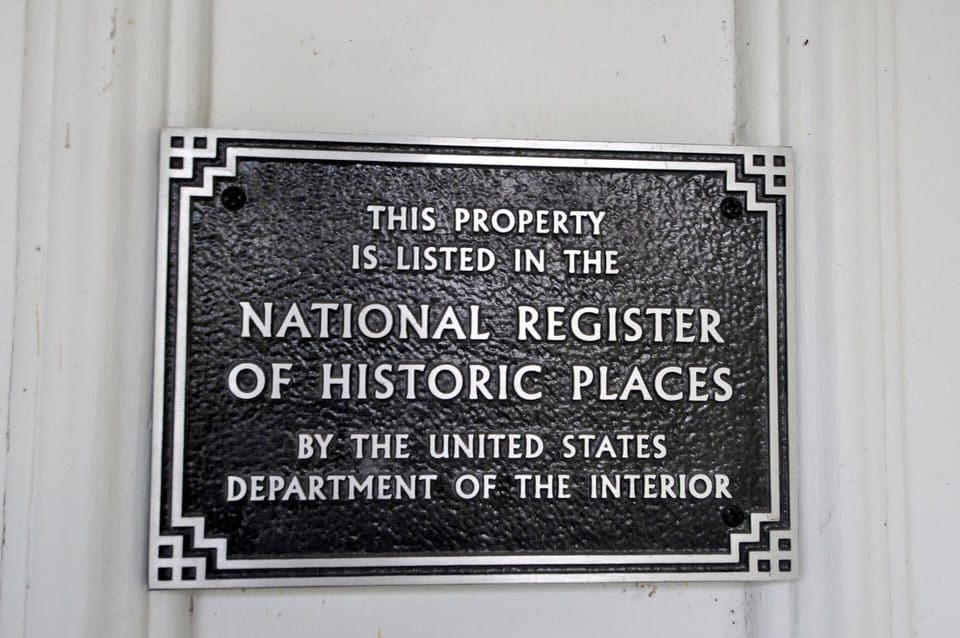 THIS PROPERTY
IS LISTED IN THE
NATIONAL REGISTER
OF HISTORIC PLACES
BY THE UNITED STATES
DEPARTMENT OF THE INTERIOR